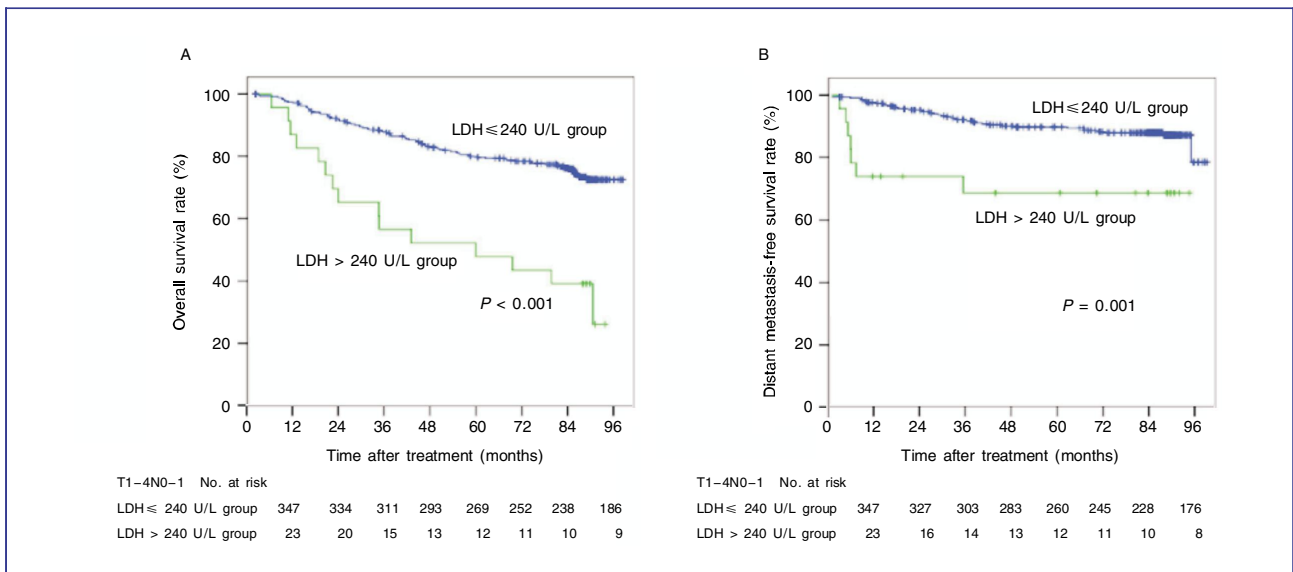 A
Overall survival rate (%)
100
80
60
40
20
0
LDH≤240 U/L group
LDH > 240 U/L group
P < 0.001
0 12 24 36 48 60 72 84 96
Time after treatment (months)
T1-4N0-1 No. at risk
LDH≤ 240 U/L group 347 334 311 293 269 252 238 186
LDH > 240 U/L group 23 20 15 13 12 11 10 9
B
Distant metastasis-free survival rate (%)
100
80
60
40
20
0
LDH≤240 U/L group
LDH > 240 U/L group
P = 0.001
0 12 24 36 48 60 72 84 96
Time after treatment (months)
T1-4N0-1 No. at risk
LDH≤ 240 U/L group 347 327 303 283 260 245 228 176
LDH > 240 U/L group 23 16 14 13 12 11 10 8